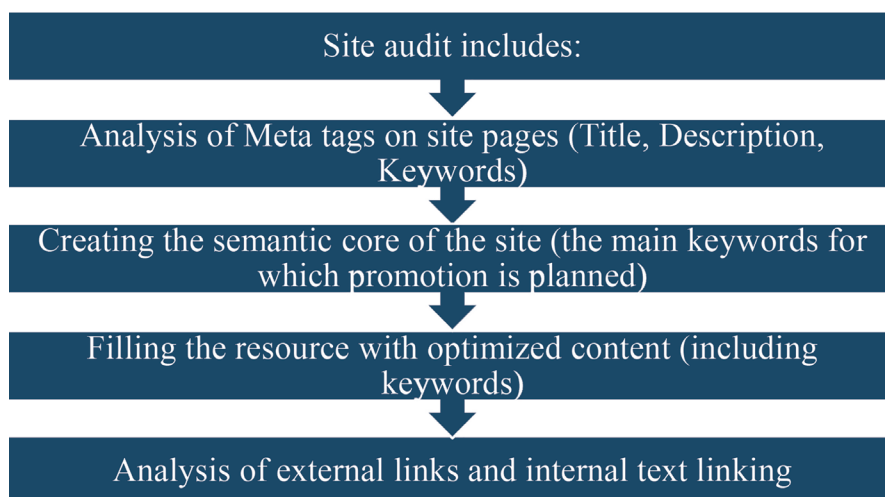 Site audit includes:
Analysis of Meta tags on site pages (Title, Description,
Keywords)
Creating the semantic core of the site (the main keywords for
which promotion is planned)
Filling the resource with optimized content (including
keywords)
Analysis of external links and internal text linking